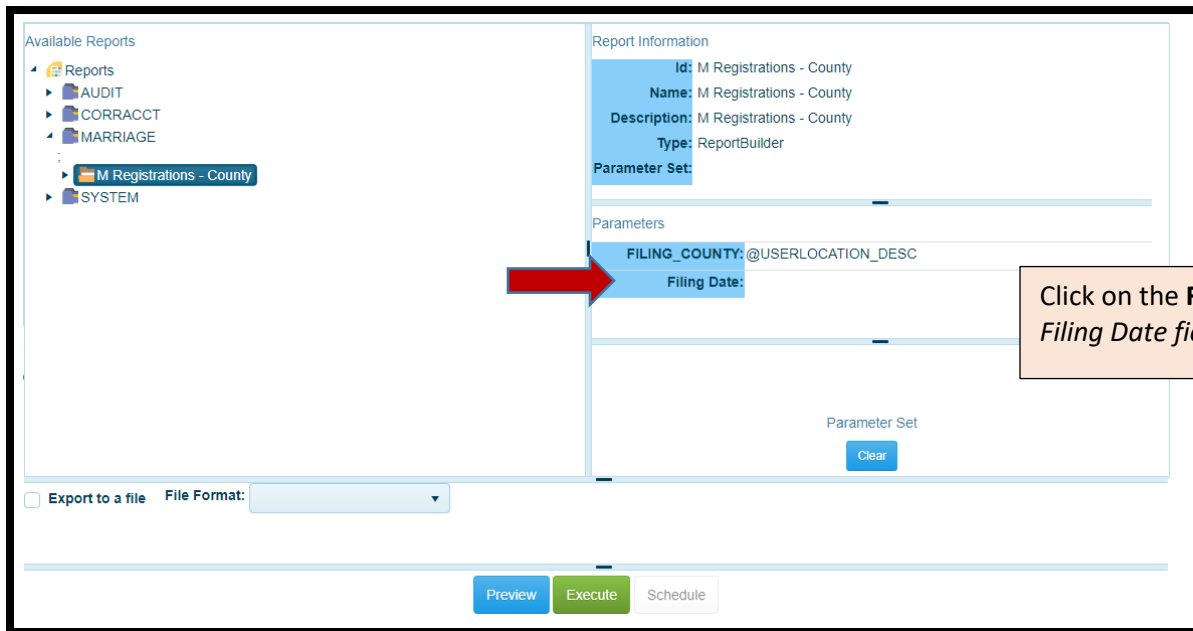 Available Reports
Reports
AUDIT
CORRACCT
MARRIAGE
;
M Registrations - County
SYSTEM
Report Information
Id: M Registrations - County
Name: M Registrations - County
Description: M Registrations - County
Type: ReportBuilder
Parameter Set:
Parameters
FILING_COUNTY: @USERLOCATION_DESC
Filing Date:
Click on the
Filing Date
Parameter Set
Clear
Export to a file File Format:
Preview Execute Schedule